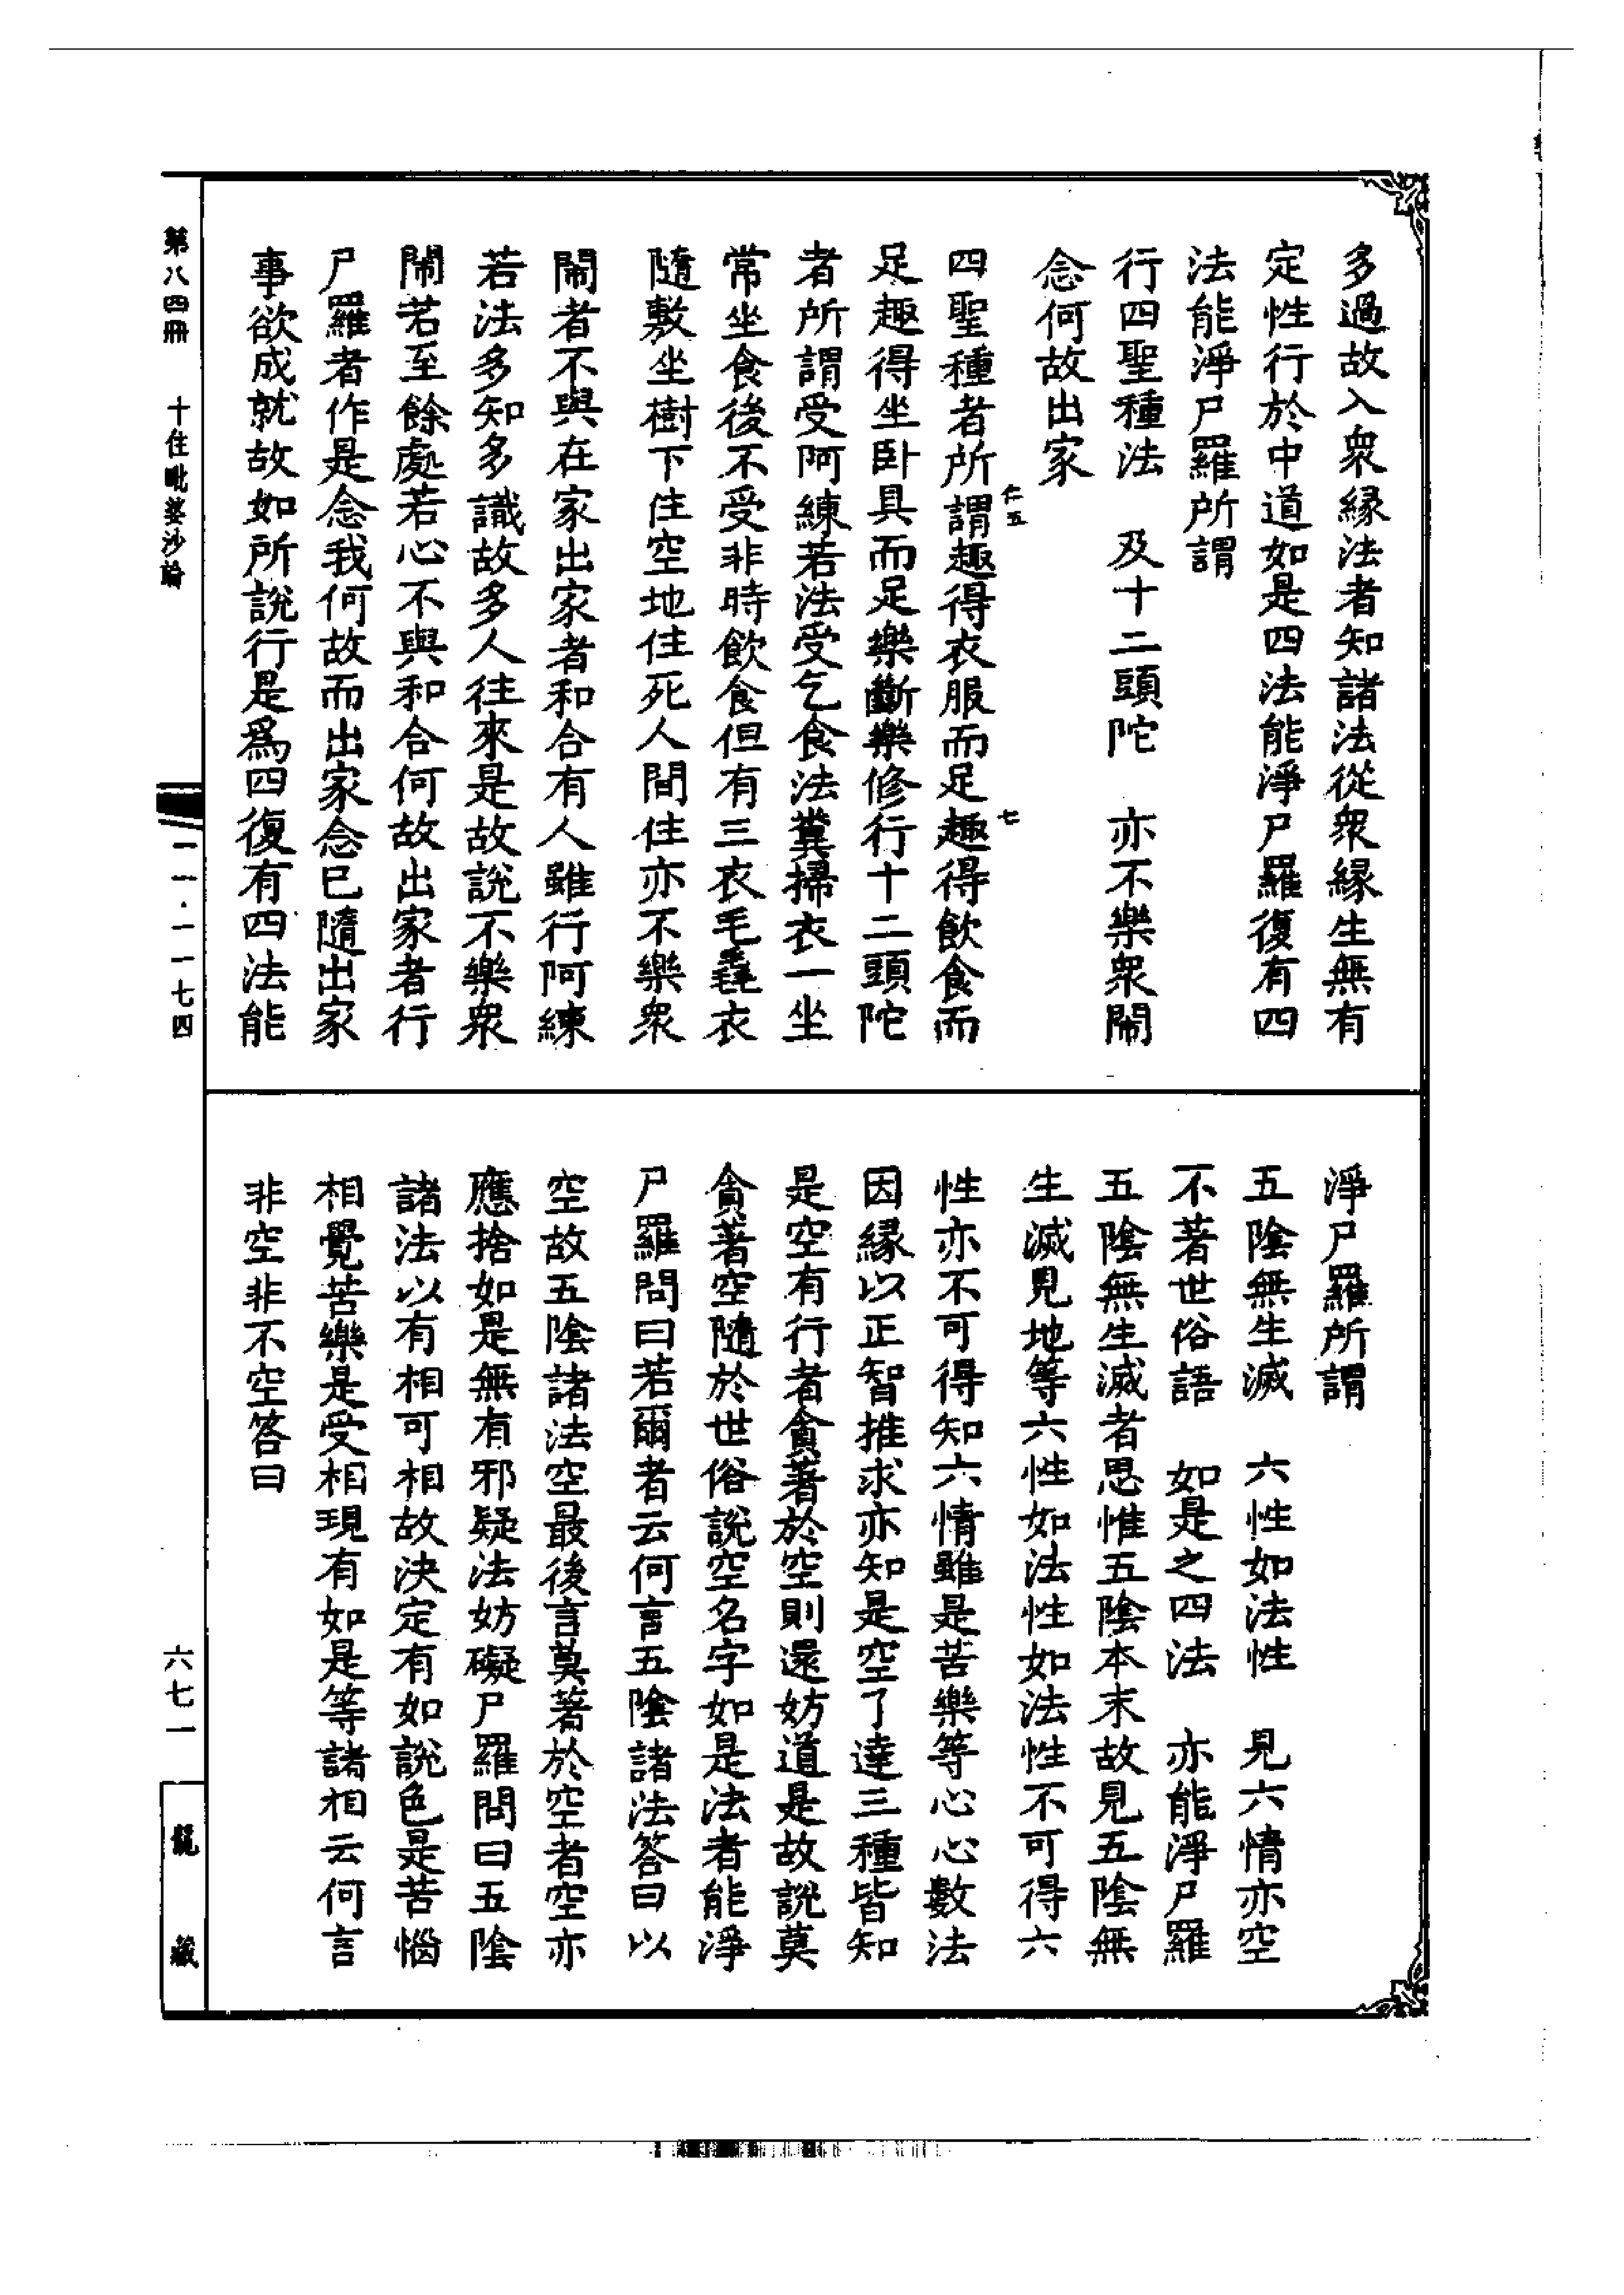 多過故入衆縁法者知諸法從衆縁生無有
定性行於中道如是四法能淨尸羅復有四
法能淨尸羅所謂
行四聖種法　及十二頭陀　亦不樂衆閙
念何故出家
四聖種者所謂趣得衣服而足趣得飲食而
仁五
七
足趣得坐卧具而足樂斷樂修行十二頭陀
者所謂受阿練若法受乞食法糞掃衣一坐
常坐食後不受非時飲食但有三衣毛毳衣
隨敷坐樹下住空地住死人間住亦不樂衆
閙者不與在家出家者和合有人雖行阿練
若法多知多識故多人往來是故說不樂衆
閙若至餘處若心不與和合何故出家者行
尸羅者作是念我何故而出家念已隨出家
事欲成就故如所說行是爲四復有四法能
淨尸羅所謂
五陰無生滅　六性如法性　見六情亦空
不著世俗語　如是之四法　亦能淨尸羅
五陰無生滅者思惟五陰本末故見五陰無
生滅見地等六性如法性如法性不可得六
性亦不可得知六情雖是苦樂等心心數法
因縁以正智推求亦知是空了達三種皆知
是空有行者貪著於空則還妨道是故說莫
貪著空隨於世俗說空名字如是法者能淨
尸羅問曰若爾者云何言五陰諸法答曰以
空故五陰諸法空最後言莫著於空者空亦
應捨如是無有邪疑法妨礙尸羅問曰五陰
諸法以有相可相故決定有如說色是苦惱
相覺苦樂是受相現有如是等諸相云何言
非空非不空答曰
第八四冊　十住毗婆沙論
一一·一一七四
六七一
龍藏